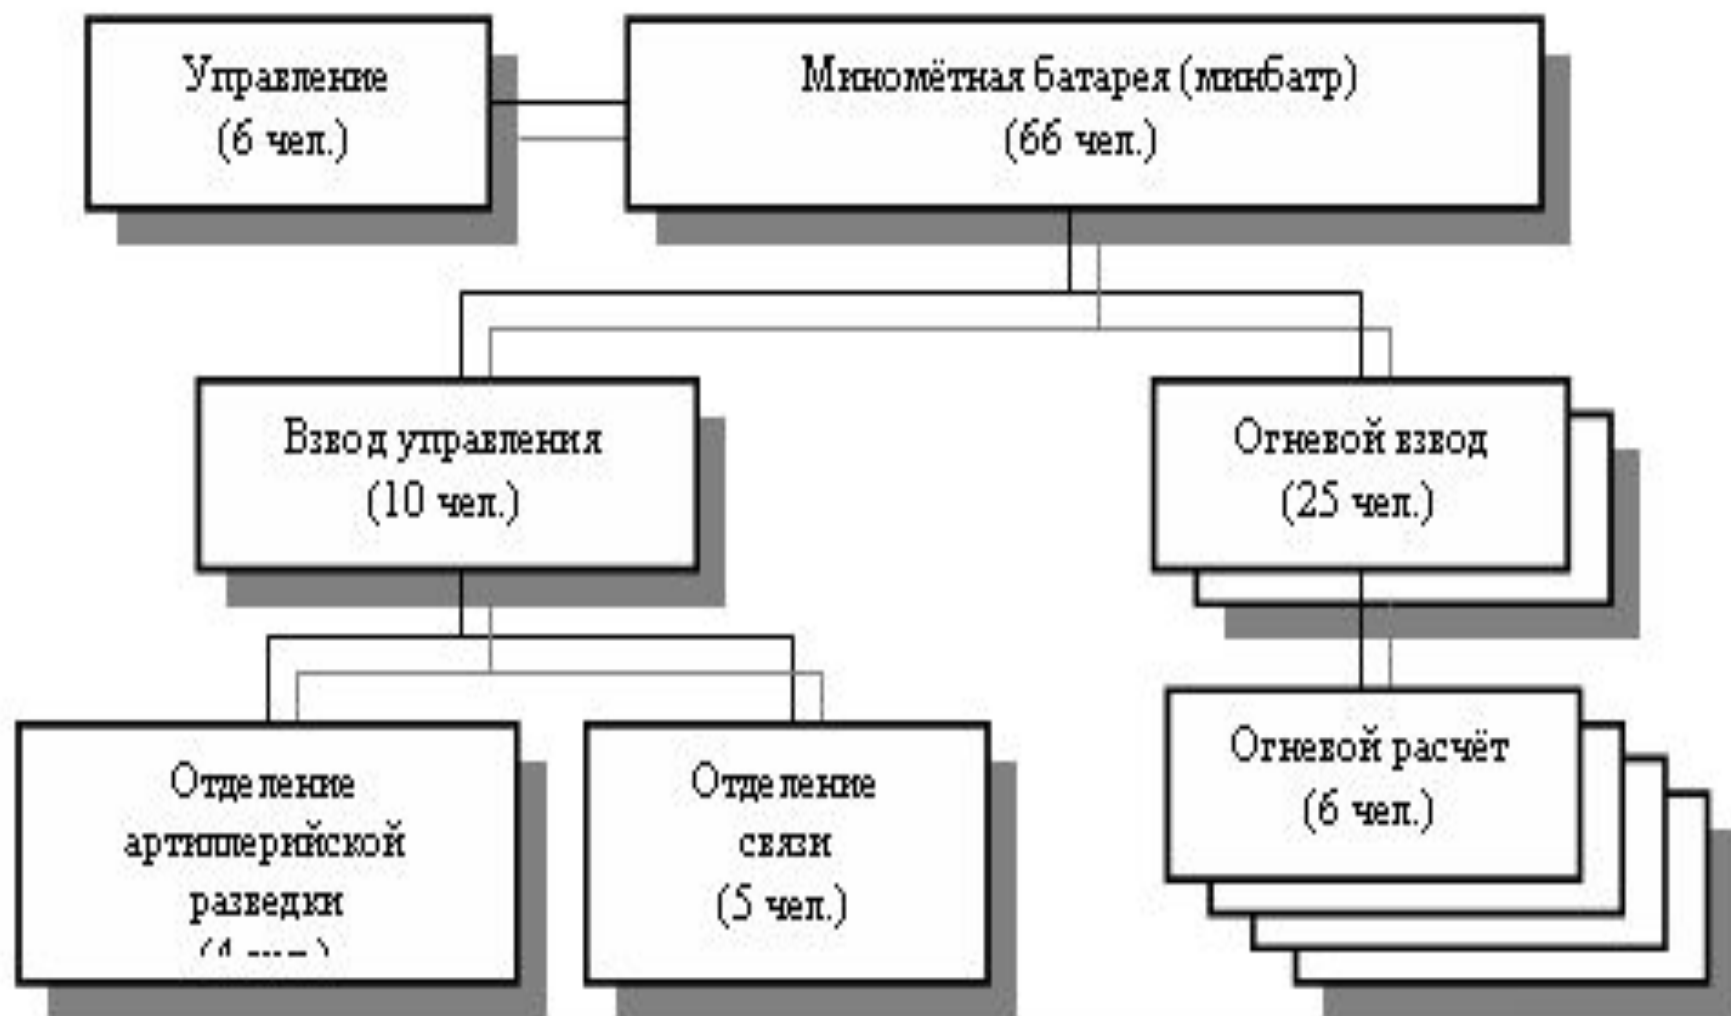 Управление
(6 чел.)
Миномётная батарея (минбатр)
(66 чел.)
Взвод управления
(10 чел.)
Огневой взвод
(25 чел.)
Отделение
артиллерийской
разведки
Отделение
связи
(5 чел.)
Огневой расчёт
(6 чел.)